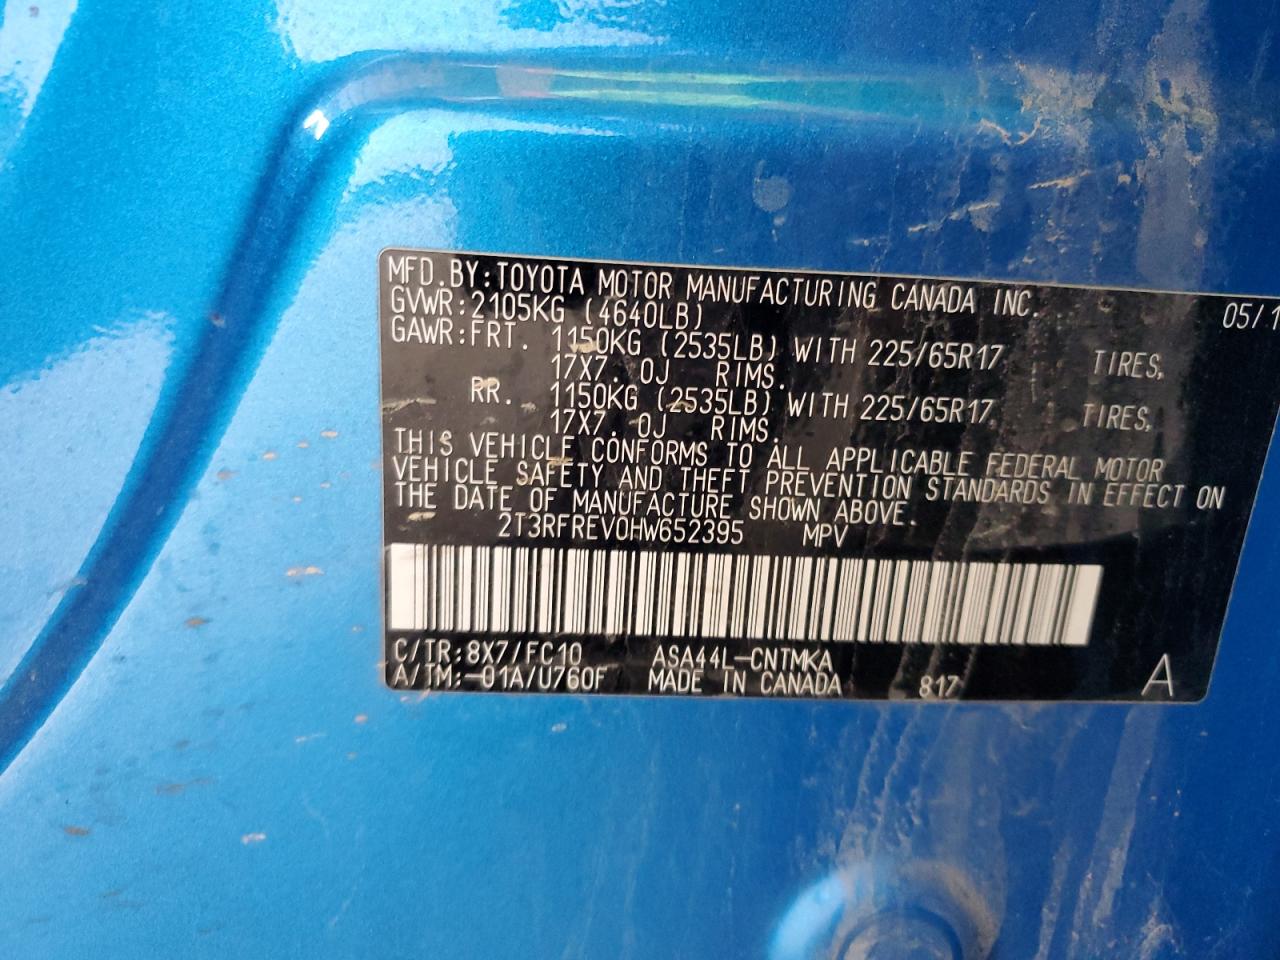 MFD.BY:TOYOTA MOTOR MANUFACTURING CANADA INC.
GVWR:2105KG (4640LB) 05/1
GAWR:FRT. 1150KG (2535LB) WITH 225/65R17 TIRES,
17X7.0J RIMS.
RR. 1150KG (2535LB) WITH 225/65R17 TIRES,
17X7.0J RIMS.
THIS VEHICLE CONFORMS TO ALL APPLICABLE FEDERAL MOTOR
VEHICLE SAFETY AND THEFT PREVENTION STANDARDS IN EFFECT ON
THE DATE OF MANUFACTURE SHOWN ABOVE.
2T3RFREV0HW652395 MPV
C/TR:8X7/FC10 ASA44L-CNTMKA
A/TM:-01A/U760F MADE IN CANADA 817 A